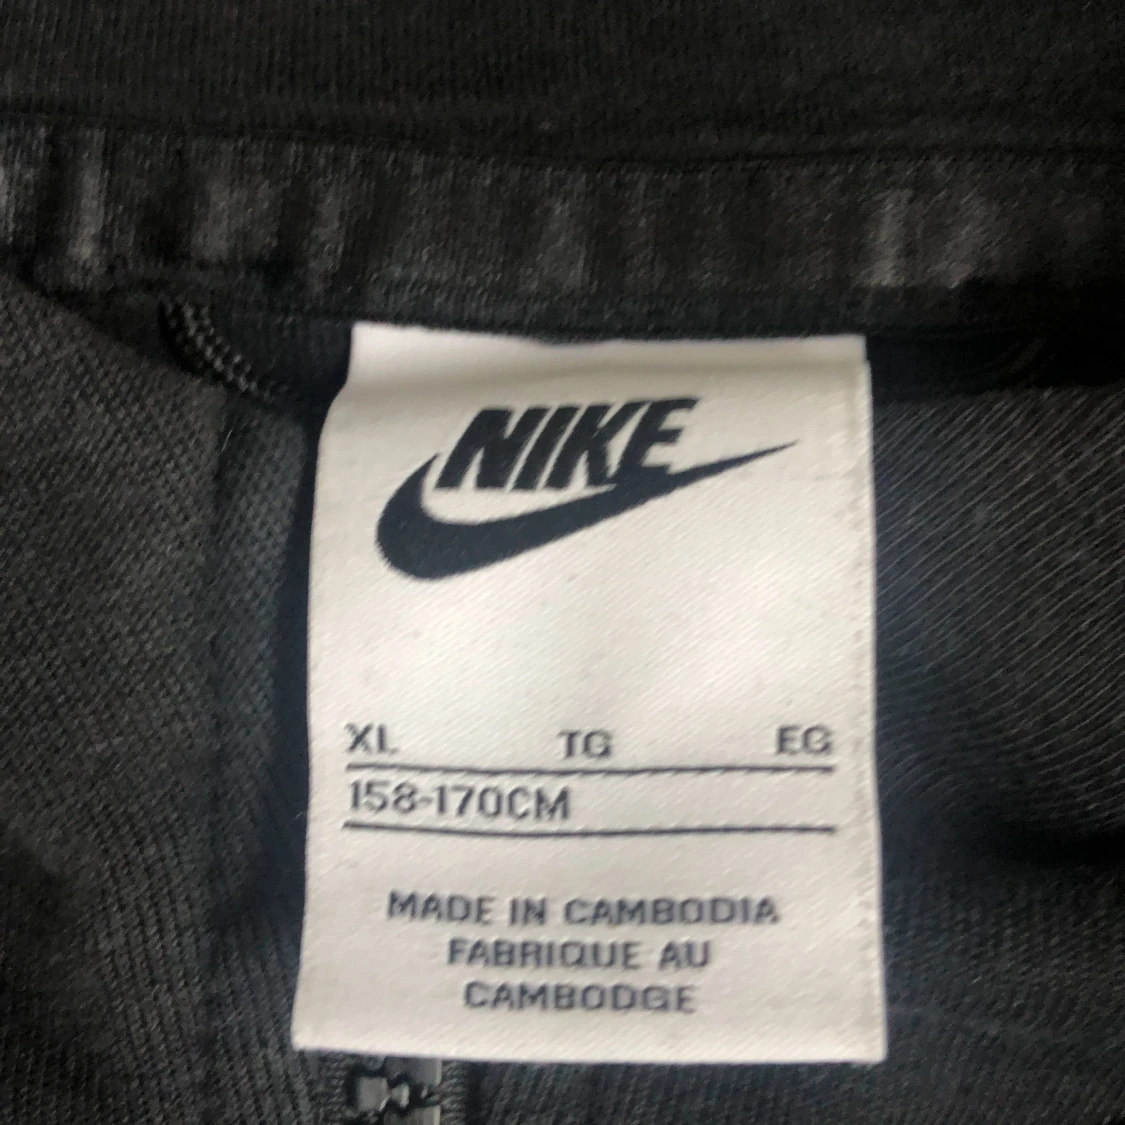 NIKE
XL TG EG
158-170CM
MADE IN CAMBODIA
FABRIQUE AU
CAMBODGE